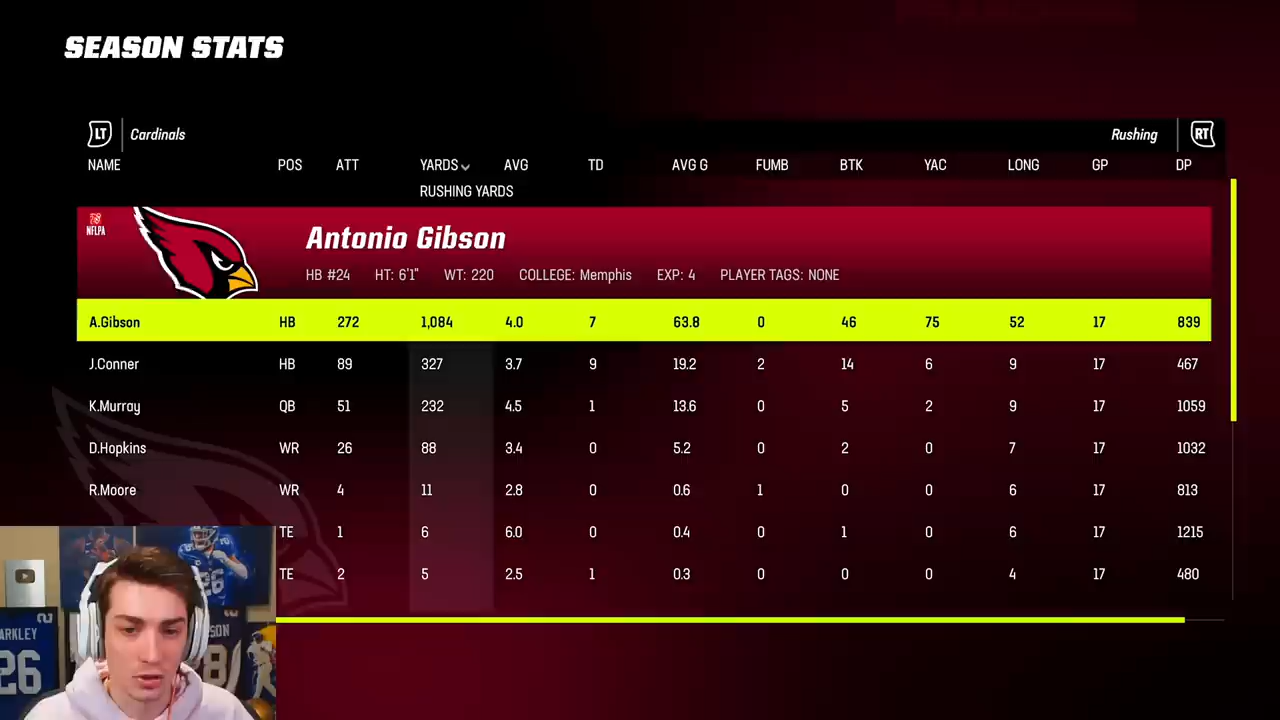 SEASON STATS
LT Cardinals Rushing RT
NAME POS ATT YARDS AVG TD AVG G FUMB BTK YAC LONG GP DP
RUSHING YARDS
NFLPA
Antonio Gibson
HB #24 HT: 6'1" WT: 220 COLLEGE: Memphis EXP: 4 PLAYER TAGS: NONE
A.Gibson HB 272 1,084 4.0 7 63.8 0 46 75 52 17 839
J.Conner HB 89 327 3.7 9 19.2 2 14 6 9 17 467
K.Murray QB 51 232 4.5 1 13.6 0 5 2 9 17 1059
D.Hopkins WR 26 88 3.4 0 5.2 0 2 0 7 17 1032
R.Moore WR 4 11 2.8 0 0.6 1 0 0 6 17 813
TE 1 6 6.0 0 0.4 0 1 0 6 17 1215
TE 2 5 2.5 1 0.3 0 0 0 4 17 480
26
ARKLEY
SON
26
8